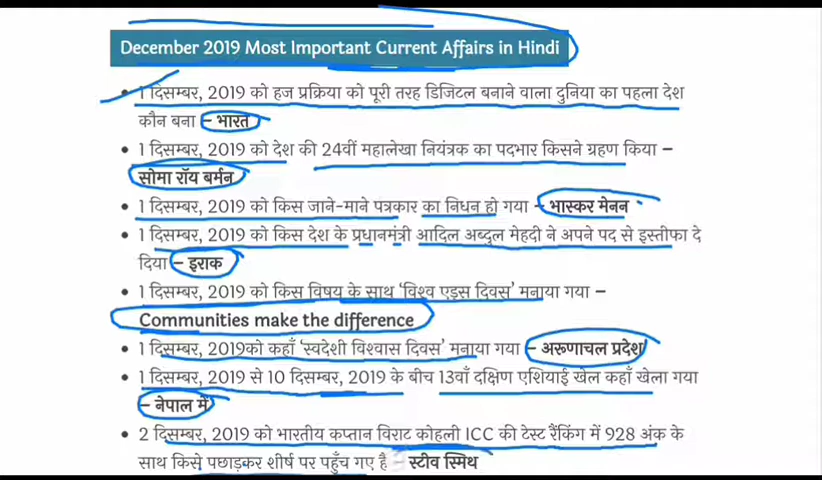 December 2019 Most Important Current Affairs in Hindi
• 1 दिसम्बर, 2019 को हज प्रक्रिया को पूरी तरह डिजिटल बनाने वाला दुनिया का पहला देश
कौन बना – भारत
• 1 दिसम्बर, 2019 को देश की 24वीं महालेखा नियंत्रक का पदभार किसने ग्रहण किया –
सोमा रॉय बर्मन
• 1 दिसम्बर, 2019 को किस जाने-माने पत्रकार का निधन हो गया – भास्कर मेनन
• 1 दिसम्बर, 2019 को किस देश के प्रधानमंत्री आदिल अब्दुल मेहदी ने अपने पद से इस्तीफा दे
दिया – इराक
• 1 दिसम्बर, 2019 को किस विषय के साथ ‘विश्व एड्स दिवस’ मनाया गया –
Communities make the difference
• 1 दिसम्बर, 2019को कहाँ ‘स्वदेशी विश्वास दिवस’ मनाया गया – अरूणाचल प्रदेश
• 1 दिसम्बर, 2019 से 10 दिसम्बर, 2019 के बीच 13वाँ दक्षिण एशियाई खेल कहाँ खेला गया
– नेपाल में
• 2 दिसम्बर, 2019 को भारतीय कप्तान विराट कोहली ICC की टेस्ट रैंकिंग में 928 अंक के
साथ किसे पछाड़कर शीर्ष पर पहुँच गए है – स्टीव स्मिथ